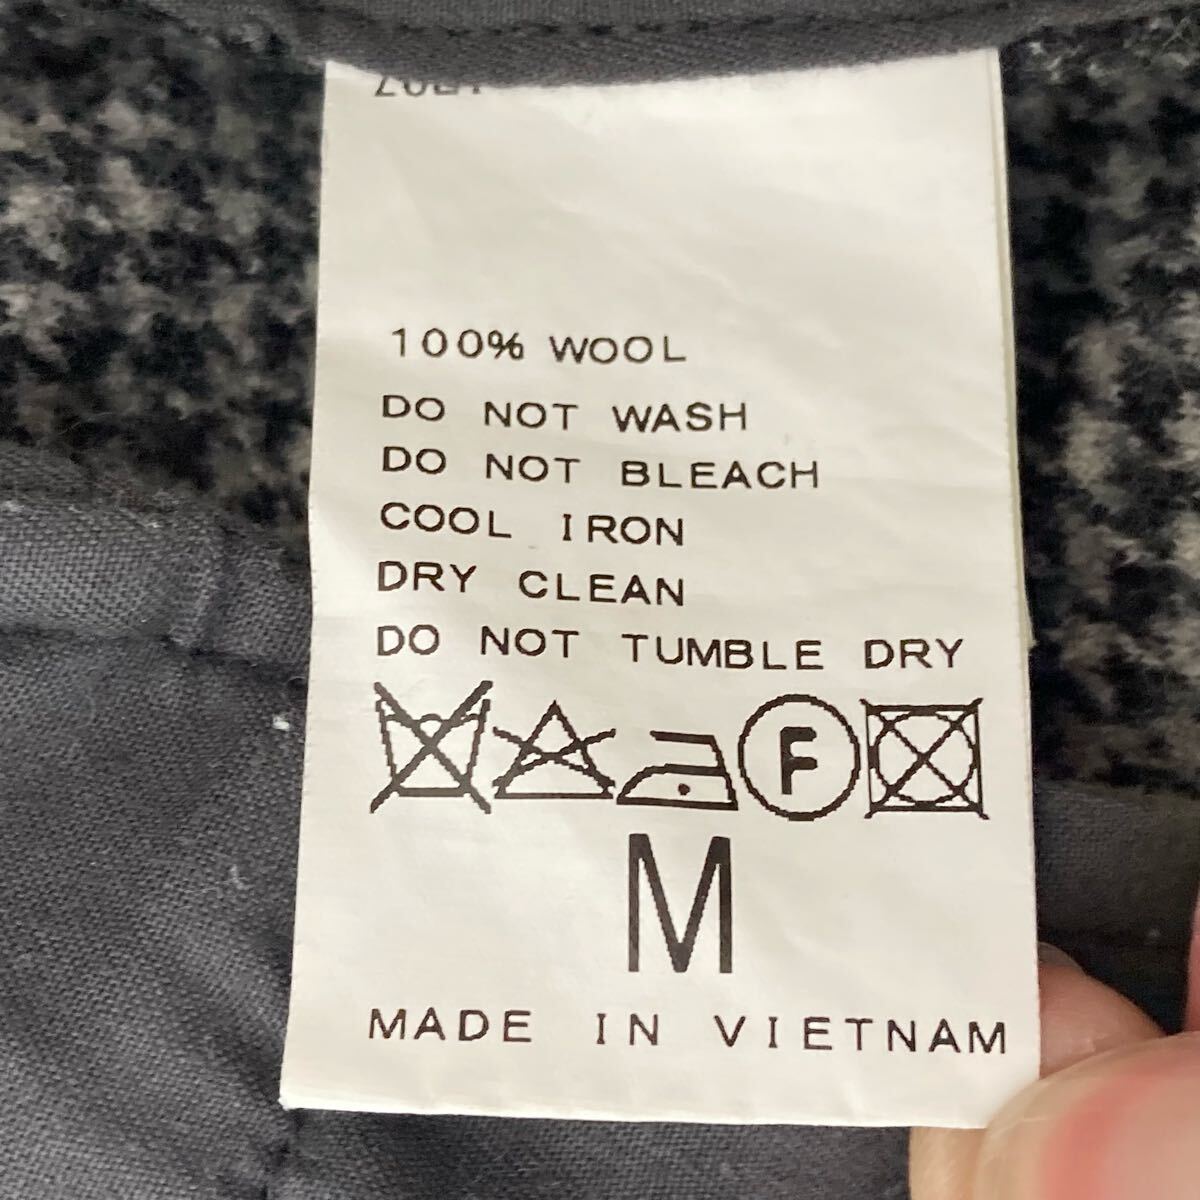 100% WOOL
DO NOT WASH
DO NOT BLEACH
COOL IRON
DRY CLEAN
DO NOT TUMBLE DRY
F
M
MADE IN VIETNAM